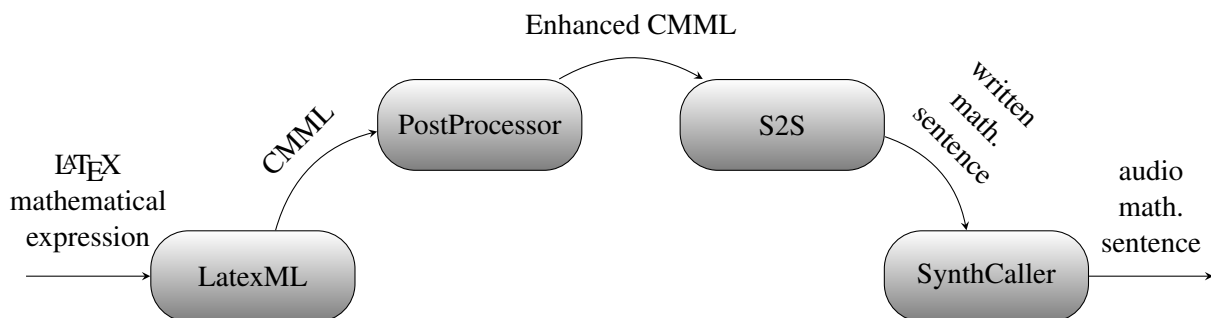 LATEX
mathematical
expression
LatexML
CMML
PostProcessor
Enhanced CMML
S2S
written
math.
sentence
SynthCaller
audio
math.
sentence